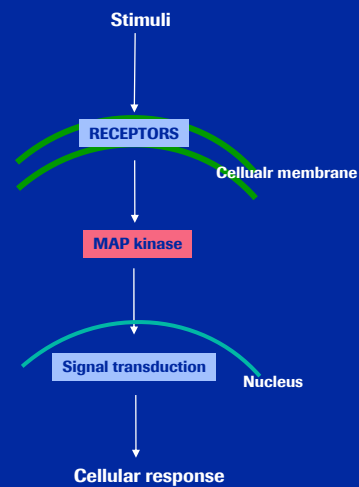 Stimuli
RECEPTORS
Cellualr membrane
MAP kinase
Signal transduction
Nucleus
Cellular response